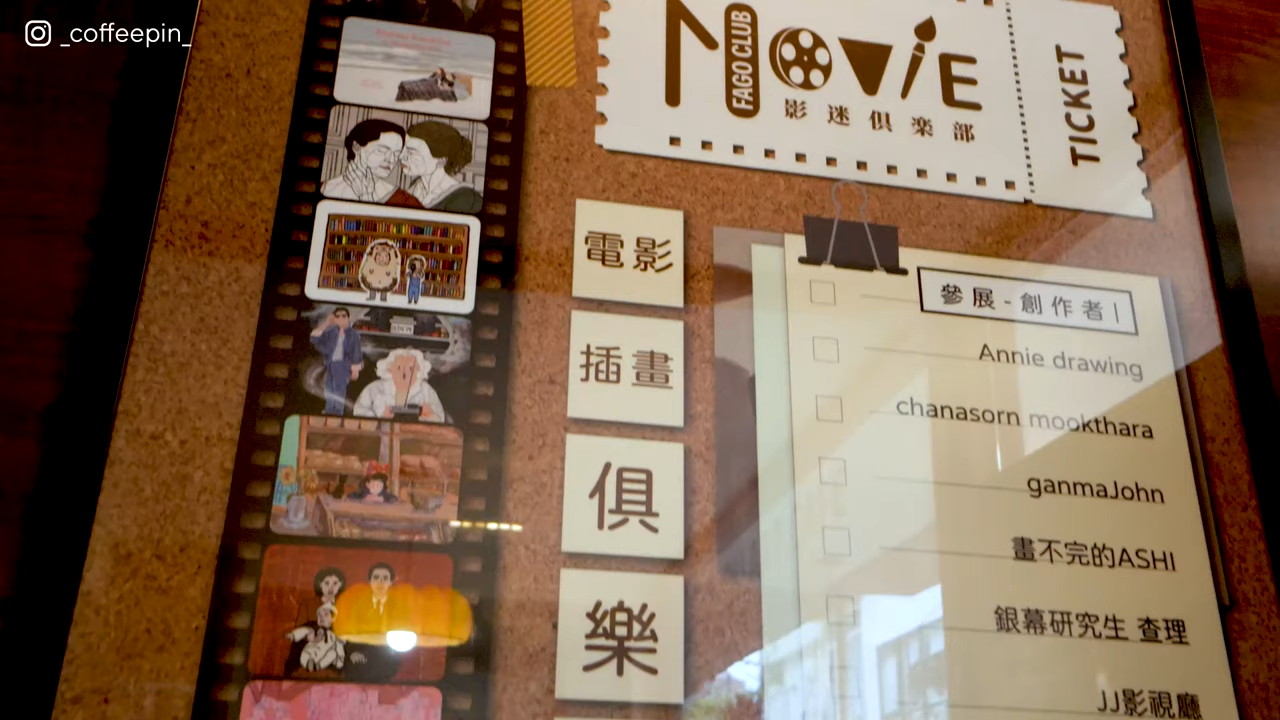 _coffeepin_
MOVIE
FAGO CLUB
影迷俱楽部
TICKET
電影
插畫
俱
樂
參展-創作者|
Annie drawing
chanasorn mookthara
ganmaJohn
畫不完的ASHI
銀幕研究生 查理
JJ影視廳